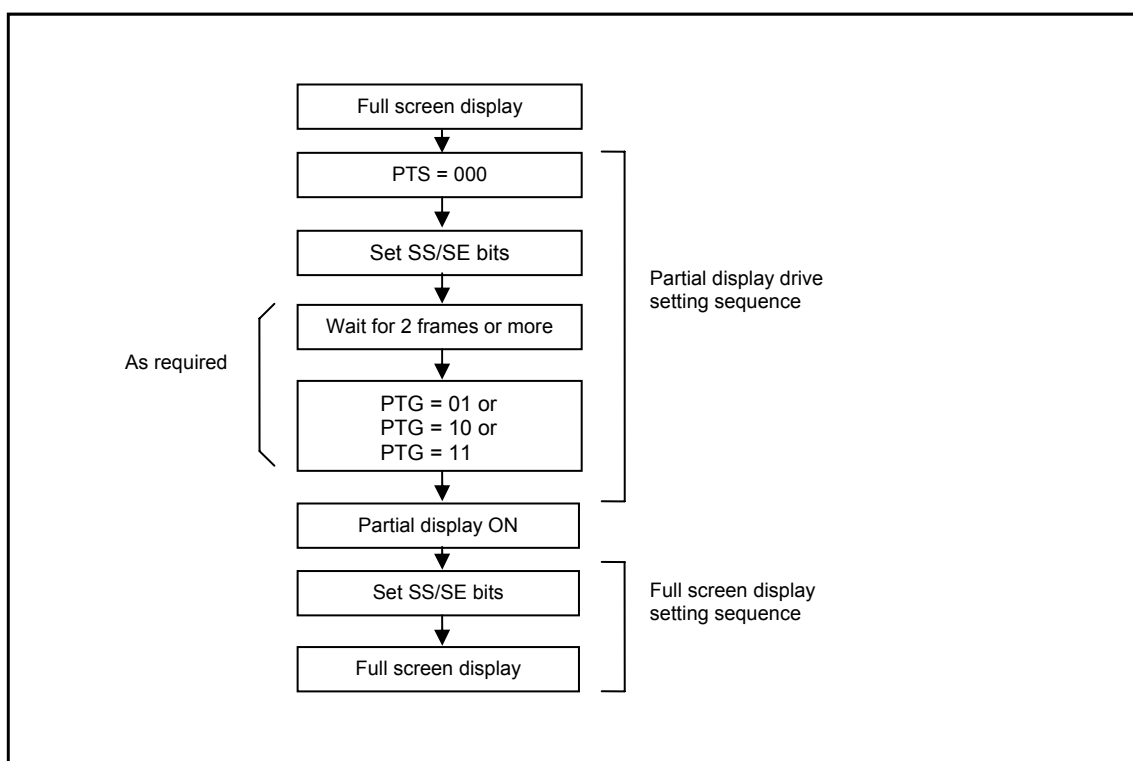 Full screen display
PTS = 000
Set SS/SE bits
Partial display drive
setting sequence
Wait for 2 frames or more
As required
PTG = 01 or
PTG = 10 or
PTG = 11
Partial display ON
Set SS/SE bits
Full screen display
setting sequence
Full screen display